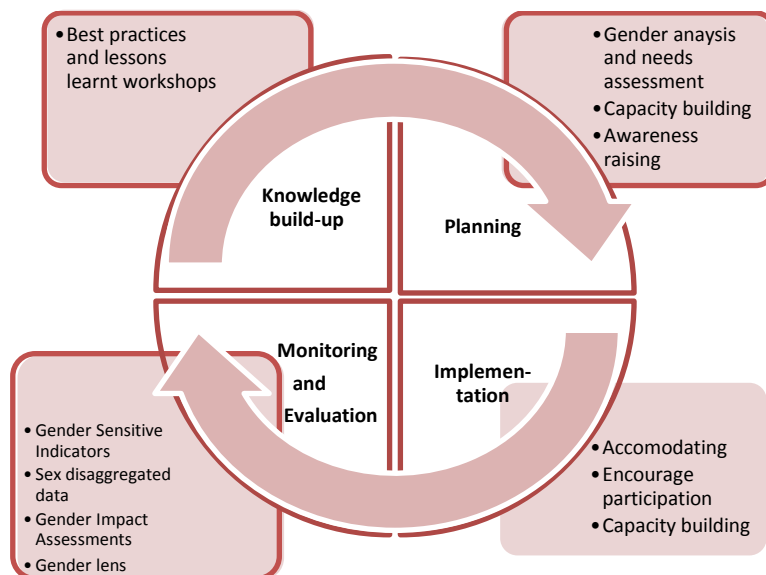 •Best practices
and lessons
learnt workshops
•Gender anaysis
and needs
assessment
•Capacity building
•Awareness
raising
Knowledge
build-up
Planning
Monitoring
and
Evaluation
Implemen-
tation
•Gender Sensitive
Indicators
•Sex disaggregated
data
•Gender Impact
Assessments
•Gender lens
•Accomodating
•Encourage
participation
•Capacity building